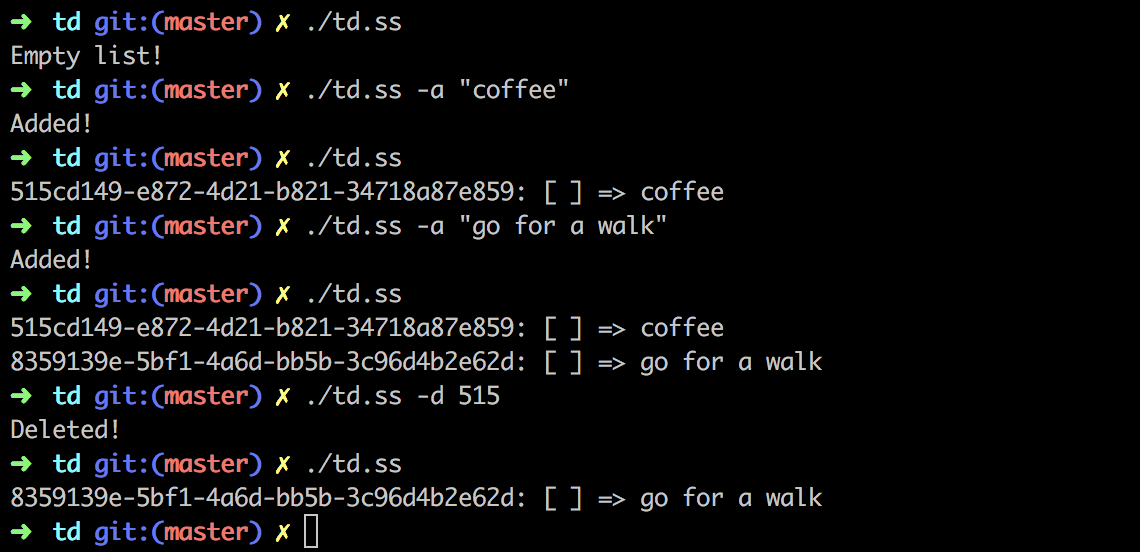 ➜ td git:(master) ✗ ./td.ss
Empty list!
➜ td git:(master) ✗ ./td.ss -a "coffee"
Added!
➜ td git:(master) ✗ ./td.ss
515cd149-e872-4d21-b821-34718a87e859: [ ] => coffee
➜ td git:(master) ✗ ./td.ss -a "go for a walk"
Added!
➜ td git:(master) ✗ ./td.ss
515cd149-e872-4d21-b821-34718a87e859: [ ] => coffee
8359139e-5bf1-4a6d-bb5b-3c96d4b2e62d: [ ] => go for a walk
➜ td git:(master) ✗ ./td.ss -d 515
Deleted!
➜ td git:(master) ✗ ./td.ss
8359139e-5bf1-4a6d-bb5b-3c96d4b2e62d: [ ] => go for a walk
➜ td git:(master) ✗